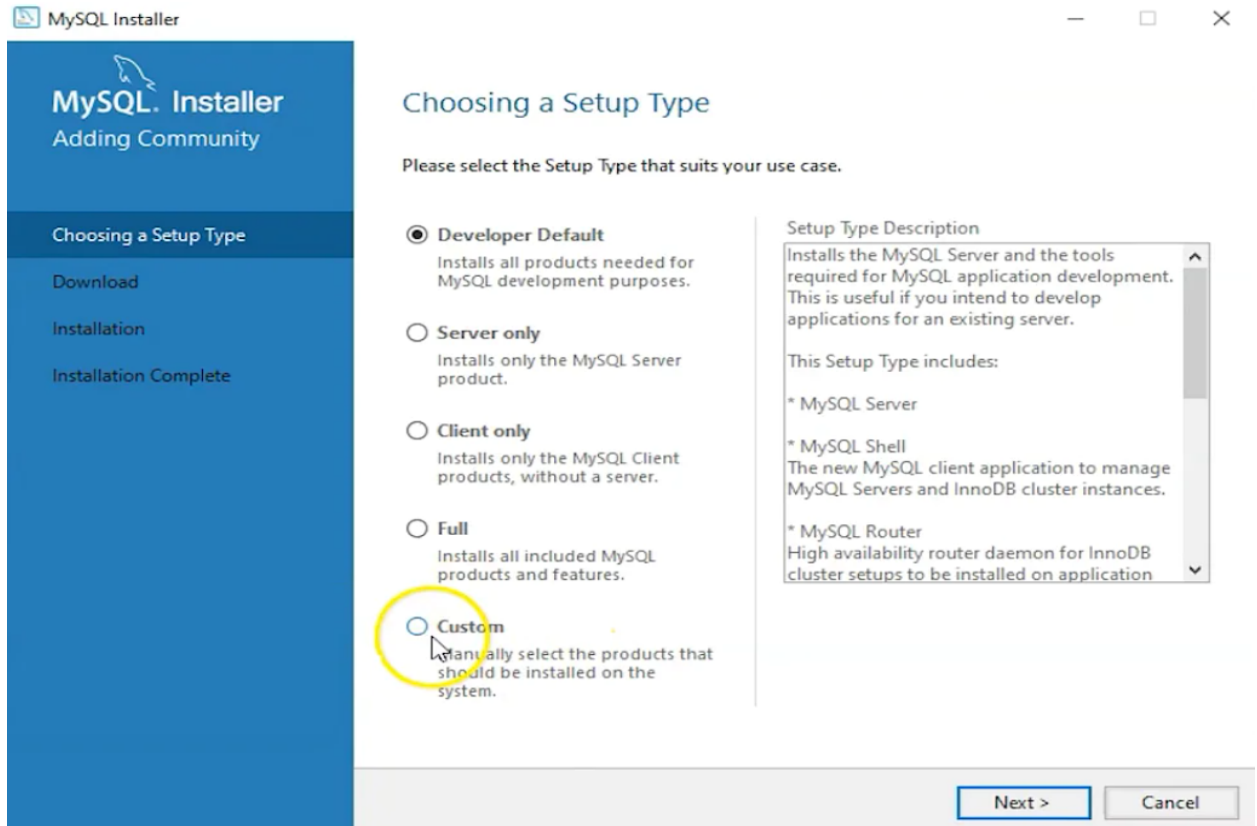 MySQL Installer
MySQL. Installer
Adding Community
Choosing a Setup Type
Download
Installation
Installation Complete
Choosing a Setup Type
Please select the Setup Type that suits your use case.
Developer Default
Installs all products needed for
MySQL development purposes.
Server only
Installs only the MySQL Server
product.
Client only
Installs only the MySQL Client
products, without a server.
Full
Installs all included MySQL
products and features.
Custom
Manually select the products that
should be installed on the
system.
Setup Type Description
Installs the MySQL Server and the tools
required for MySQL application development.
This is useful if you intend to develop
applications for an existing server.
This Setup Type includes:
* MySQL Server
* MySQL Shell
The new MySQL client application to manage
MySQL Servers and InnoDB cluster instances.
* MySQL Router
High availability router daemon for InnoDB
cluster setups to be installed on application
Next >
Cancel